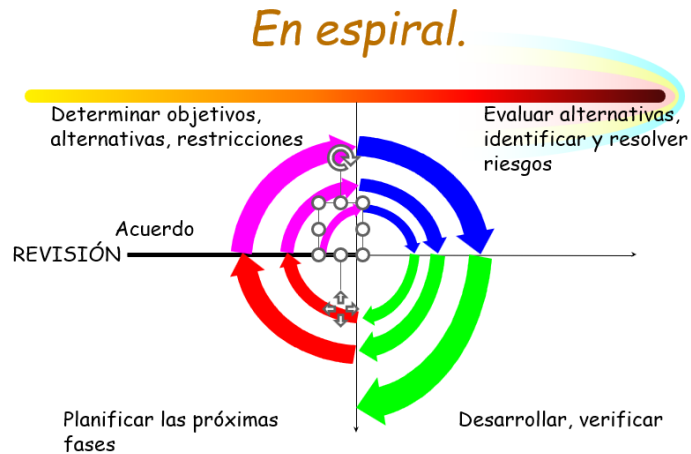 En espiral.
Determinar objetivos,
alternativas, restricciones
Evaluar alternativas,
identificar y resolver
riesgos
Acuerdo
REVISIÓN
Planificar las próximas
fases
Desarrollar, verificar